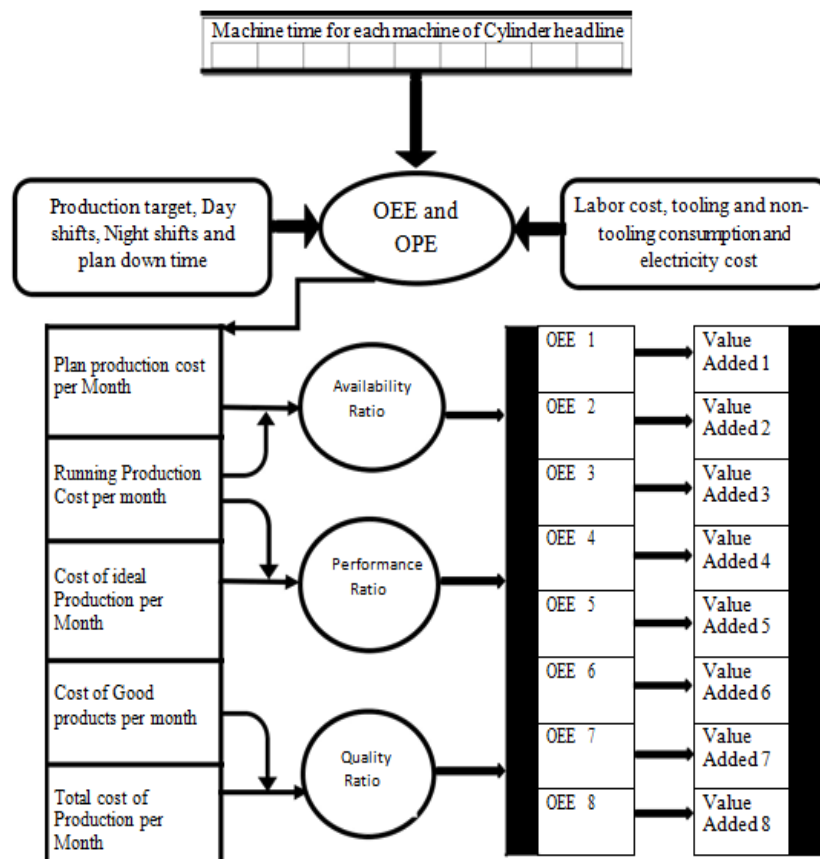 Machine time for each machine of Cylinder headline
Production target, Day
shifts, Night shifts and
plan down time
OEE and
OPE
Labor cost, tooling and non-
tooling consumption and
electricity cost
Plan production cost
per Month
Running Production
Cost per month
Cost of ideal
Production per
Month
Cost of Good
products per month
Total cost of
Production per
Month
Availability
Ratio
Performance
Ratio
Quality
Ratio
OEE 1
Value
Added 1
OEE 2
Value
Added 2
OEE 3
Value
Added 3
OEE 4
Value
Added 4
OEE 5
Value
Added 5
OEE 6
Value
Added 6
OEE 7
Value
Added 7
OEE 8
Value
Added 8